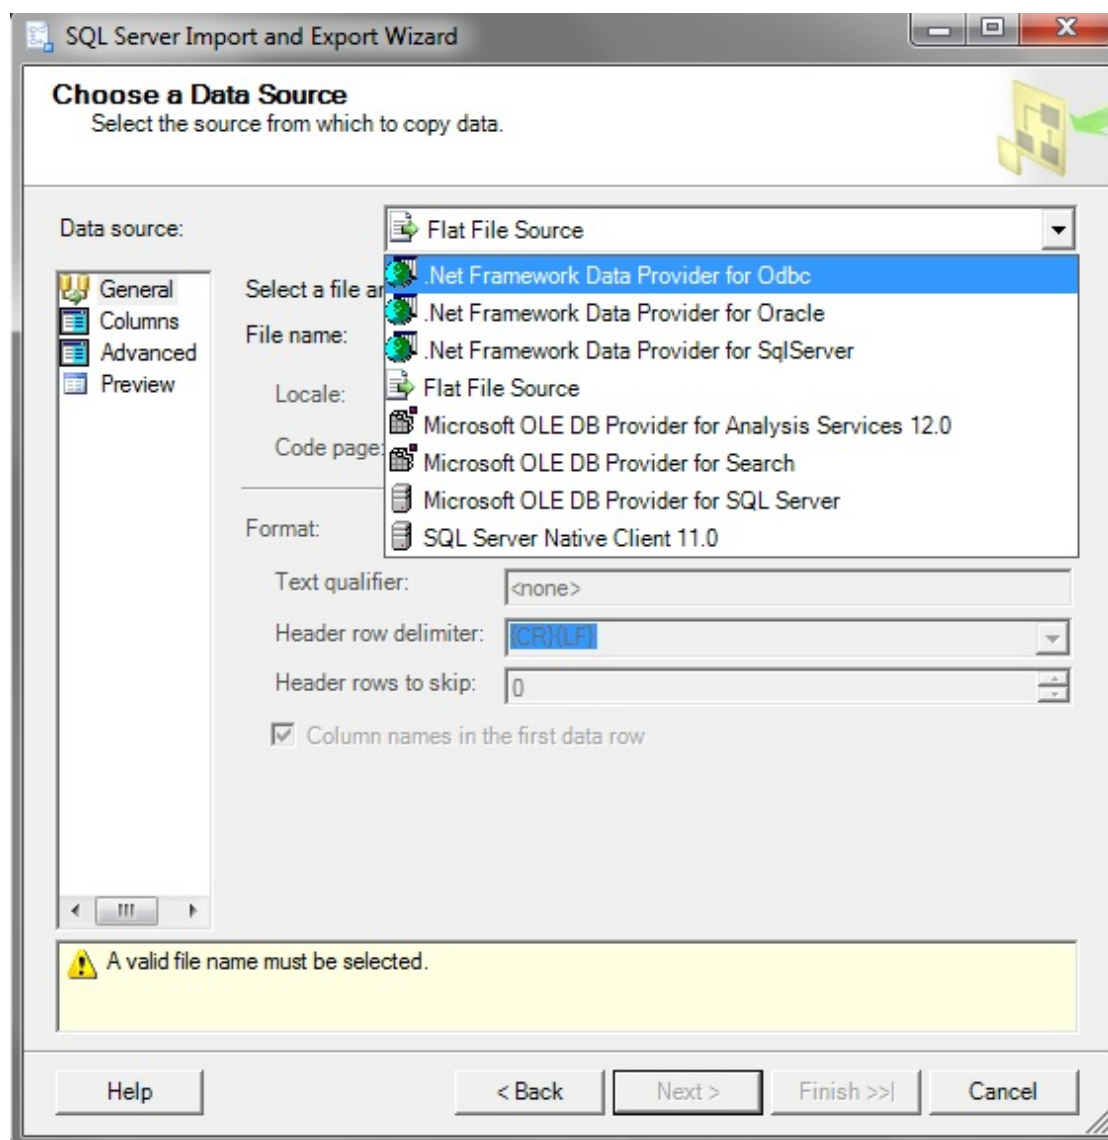 SQL Server Import and Export Wizard
Choose a Data Source
Select the source from which to copy data.
Data source:
Flat File Source
General
Columns
Advanced
Preview
Select a file
File name:
Locale:
Code page:
Format:
.Net Framework Data Provider for Odbc
.Net Framework Data Provider for Oracle
.Net Framework Data Provider for SqlServer
Flat File Source
Microsoft OLE DB Provider for Analysis Services 12.0
Microsoft OLE DB Provider for Search
Microsoft OLE DB Provider for SQL Server
SQL Server Native Client 11.0
Text qualifier:
<none>
Header row delimiter:
{CR}{LF}
Header rows to skip:
0
Column names in the first data row
A valid file name must be selected.
Help
< Back
Next >
Finish >>|
Cancel